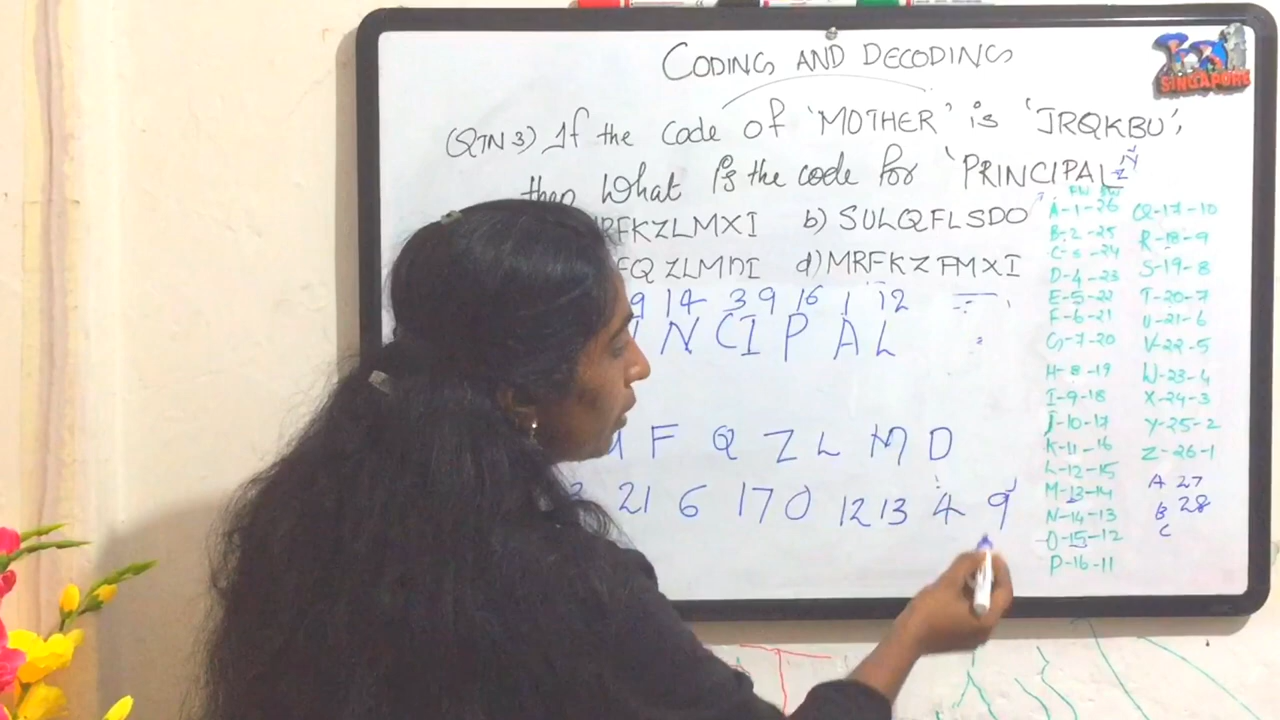 CODING AND DECODING
SINGAPORE
(QTN 3) If the code of 'MOTHER' is 'JRQKBU',
then What is the code for 'PRINCIPAL
RFKZLMXI b) SULQFLSDO
FQZLMDI d) MRFKZFMXI
9 14 3 9 16 1 12
N C I P A L
U F Q Z L M D
21 6 17 0 12 13 4 9
FW BW
A-1-26
B-2-25
C-3-24
D-4-23
E-5-22
F-6-21
G-7-20
H-8-19
I-9-18
J-10-17
K-11-16
L-12-15
M-13-14
N-14-13
O-15-12
P-16-11
Q-17-10
R-18-9
S-19-8
T-20-7
U-21-6
V-22-5
W-23-4
X-24-3
Y-25-2
Z-26-1
A 27
B 28
C